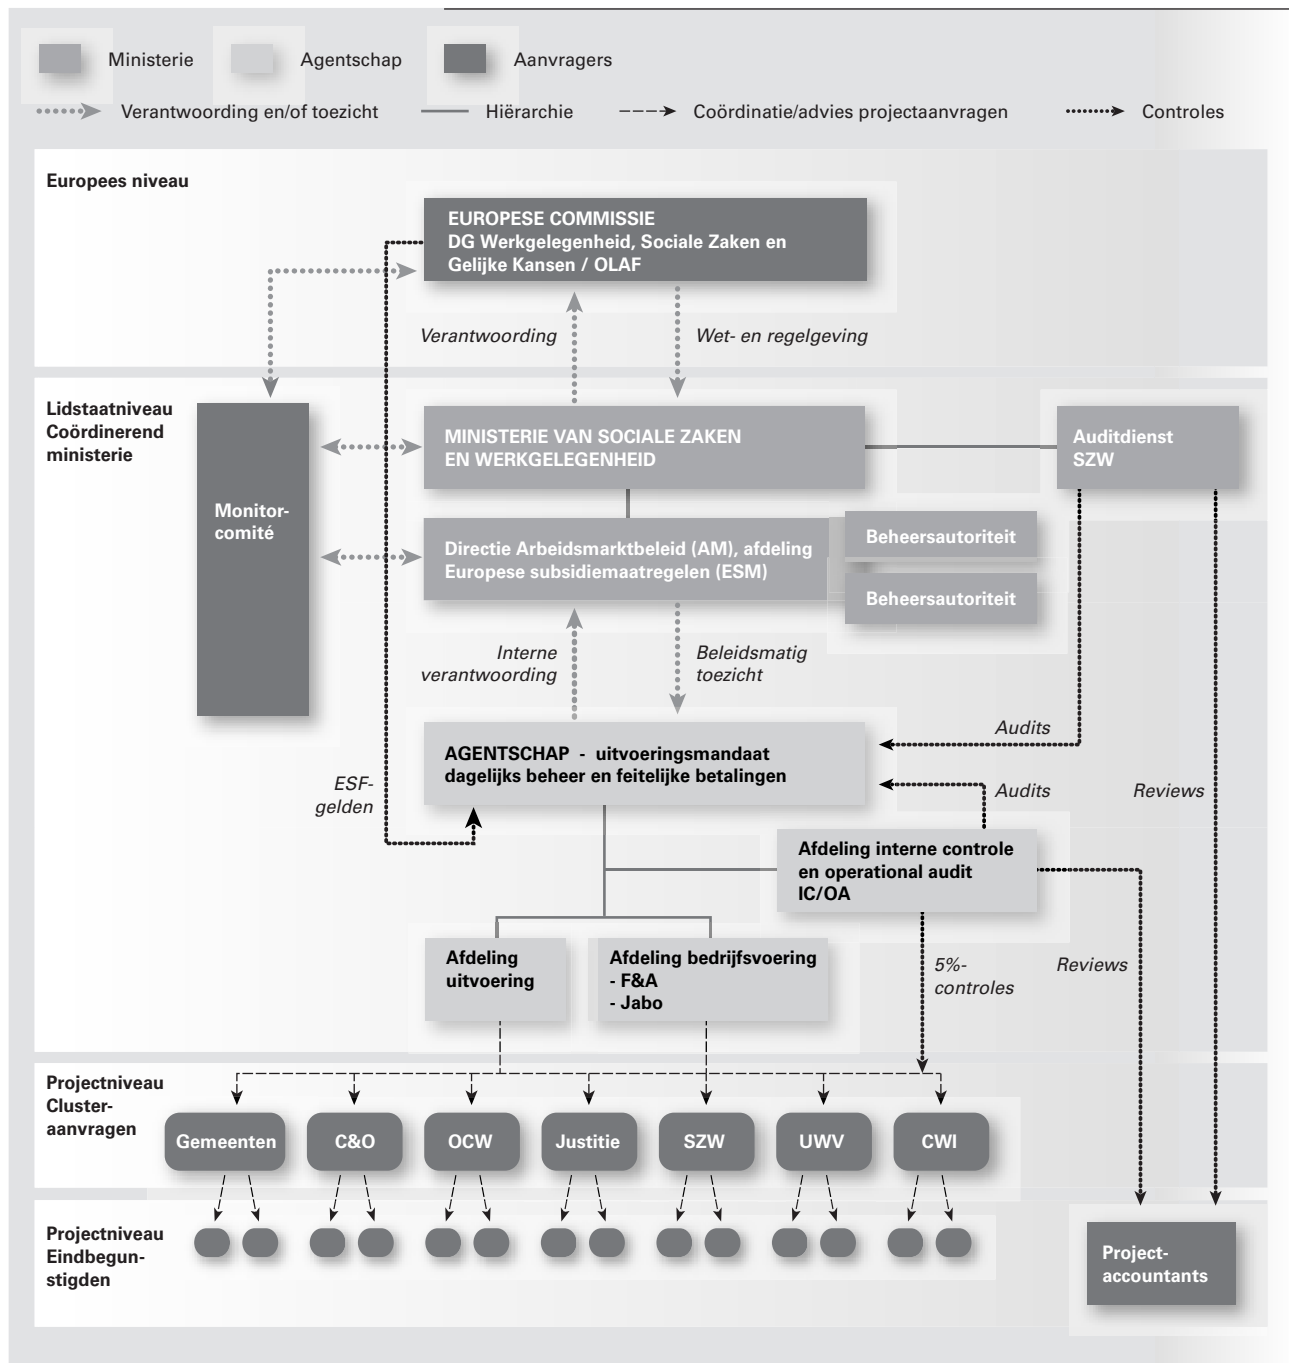 Ministerie
Agentschap
Aanvragers
Verantwoording en/of toezicht
Hiërarchie
Coördinatie/advies projectaanvragen
Controles
Europees niveau
EUROPESE COMMISSIE
DG Werkgelegenheid, Sociale Zaken en
Gelijke Kansen / OLAF
Verantwoording
Wet- en regelgeving
Lidstaatniveau
Coördinerend
ministerie
Monitor-
comité
MINISTERIE VAN SOCIALE ZAKEN
EN WERKGELEGENHEID
Auditdienst
SZW
Directie Arbeidsmarktbeleid (AM), afdeling
Europese subsidiemaatregelen (ESM)
Beheersautoriteit
Beheersautoriteit
Interne
verantwoording
Beleidsmatig
toezicht
AGENTSCHAP - uitvoeringsmandaat
dagelijks beheer en feitelijke betalingen
Audits
Audits
Reviews
ESF-
gelden
Afdeling interne controle
en operational audit
IC/OA
Afdeling
uitvoering
Afdeling bedrijfsvoering
- F&A
- Jabo
5%-
controles
Reviews
Projectniveau
Cluster-
aanvragen
Gemeenten
C&O
OCW
Justitie
SZW
UWV
CWI
Projectniveau
Eindbegun-
stigden
Project-
accountants